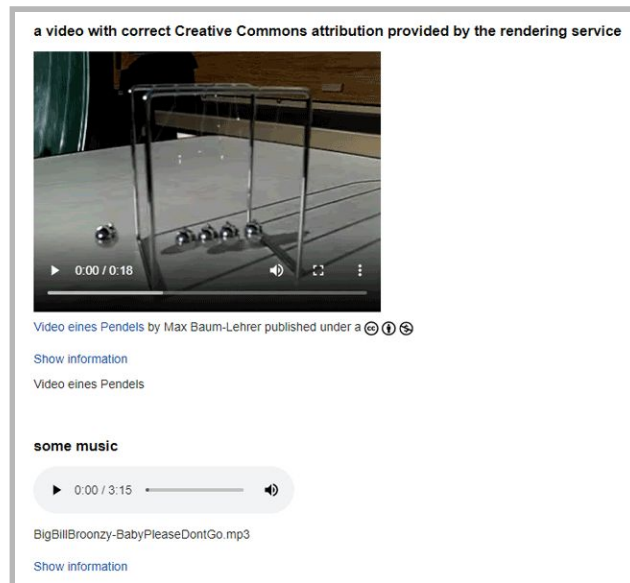 a video with correct Creative Commons attribution provided by the rendering service
0:00 / 0:18
Video eines Pendels by Max Baum-Lehrer published under a
Show information
Video eines Pendels
some music
0:00 / 3:15
BigBillBroonzy-BabyPleaseDontGo.mp3
Show information